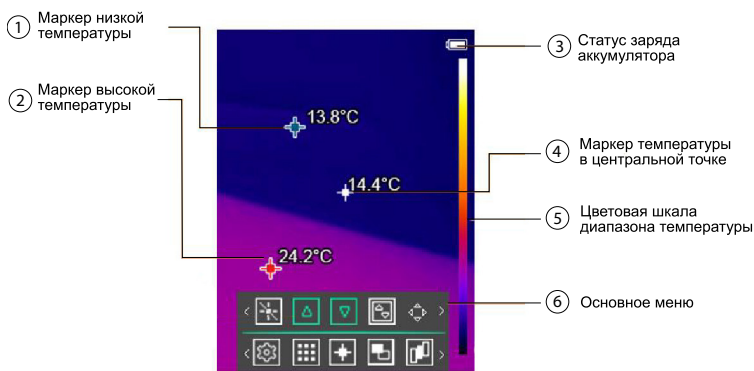 1 Маркер низкой
температуры
2 Маркер высокой
температуры
13.8°C
14.4°C
24.2°C
3 Статус заряда
аккумулятора
4 Маркер температуры
в центральной точке
5 Цветовая шкала
диапазона температуры
6 Основное меню